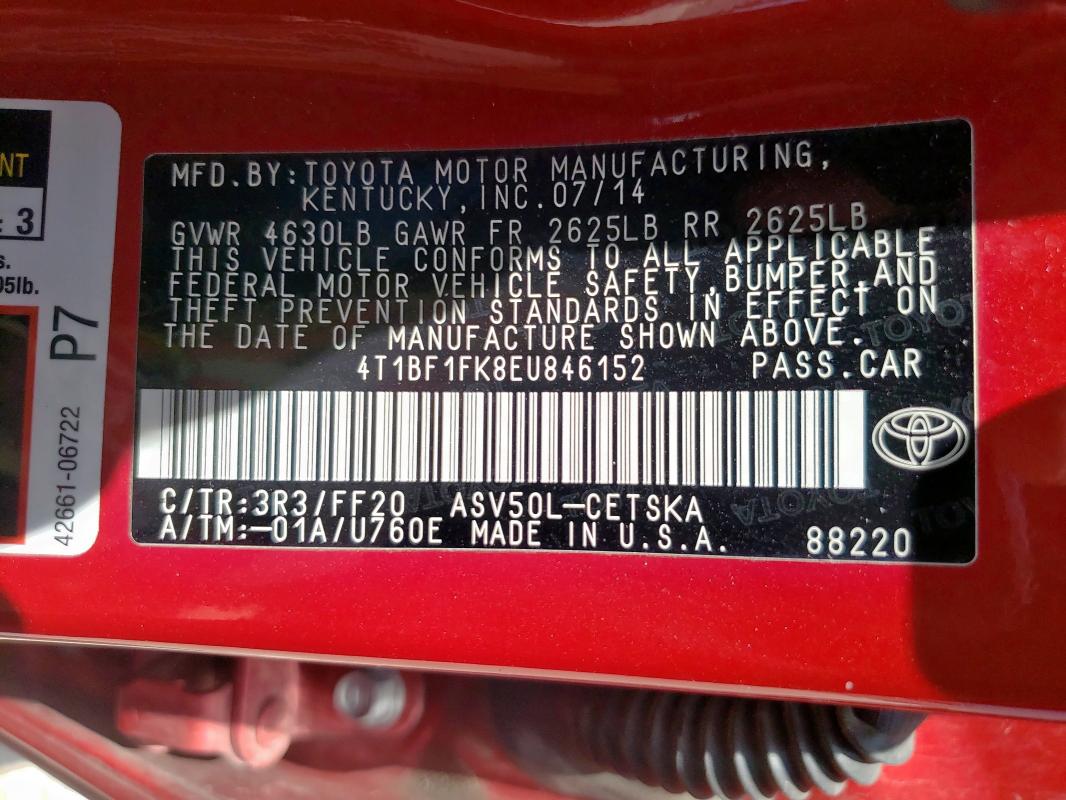 NT
: 3
s.
05lb.
P7
42661-06722
MFD.BY:TOYOTA MOTOR MANUFACTURING,
KENTUCKY,INC.07/14
GVWR 4630LB GAWR FR 2625LB RR 2625LB
THIS VEHICLE CONFORMS TO ALL APPLICABLE
FEDERAL MOTOR VEHICLE SAFETY,BUMPER,AND
THEFT PREVENTION STANDARDS IN EFFECT ON
THE DATE OF MANUFACTURE SHOWN ABOVE.
4T1BF1FK8EU846152 PASS.CAR
C/TR:3R3/FF20 ASV50L-CETSKA
A/TM:-01A/U760E MADE IN U.S.A. 88220